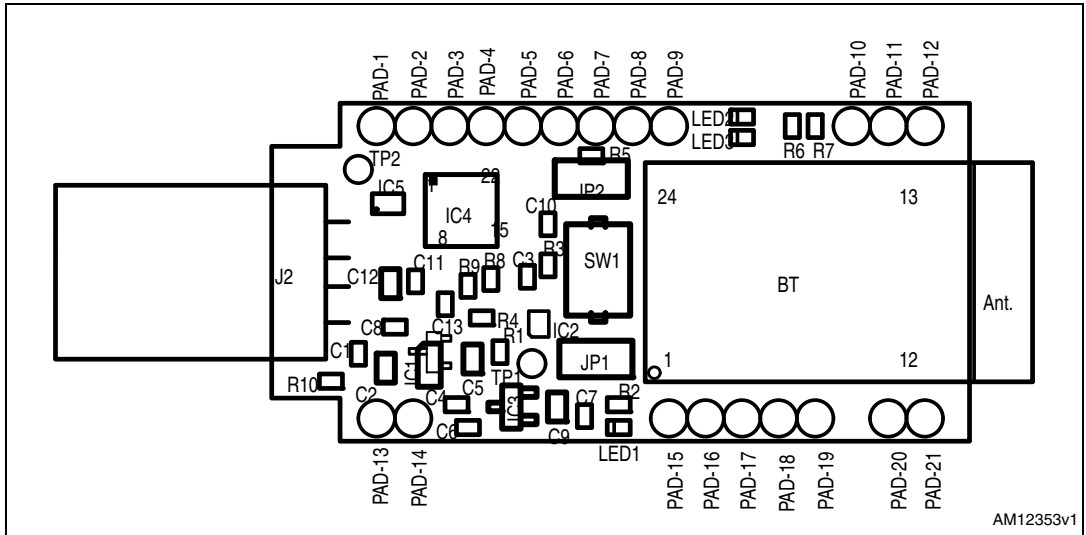 PAD-1
PAD-2
PAD-3
PAD-4
PAD-5
PAD-6
PAD-7
PAD-8
PAD-9
PAD-10
PAD-11
PAD-12
LED2
LED3
R6 R7
TP2
R5
IC5
1
22
JP2
24
13
C10
IC4
8
15
R3
SW1
J2
C12
C11
R9
R8
C3
BT
Ant.
C8
C13
R4
R1
IC2
C1
IC1
JP1
1
12
R10
C2
C4
C5
TP1
IC3
C7
R2
C6
C9
LED1
PAD-13
PAD-14
PAD-15
PAD-16
PAD-17
PAD-18
PAD-19
PAD-20
PAD-21
AM12353v1